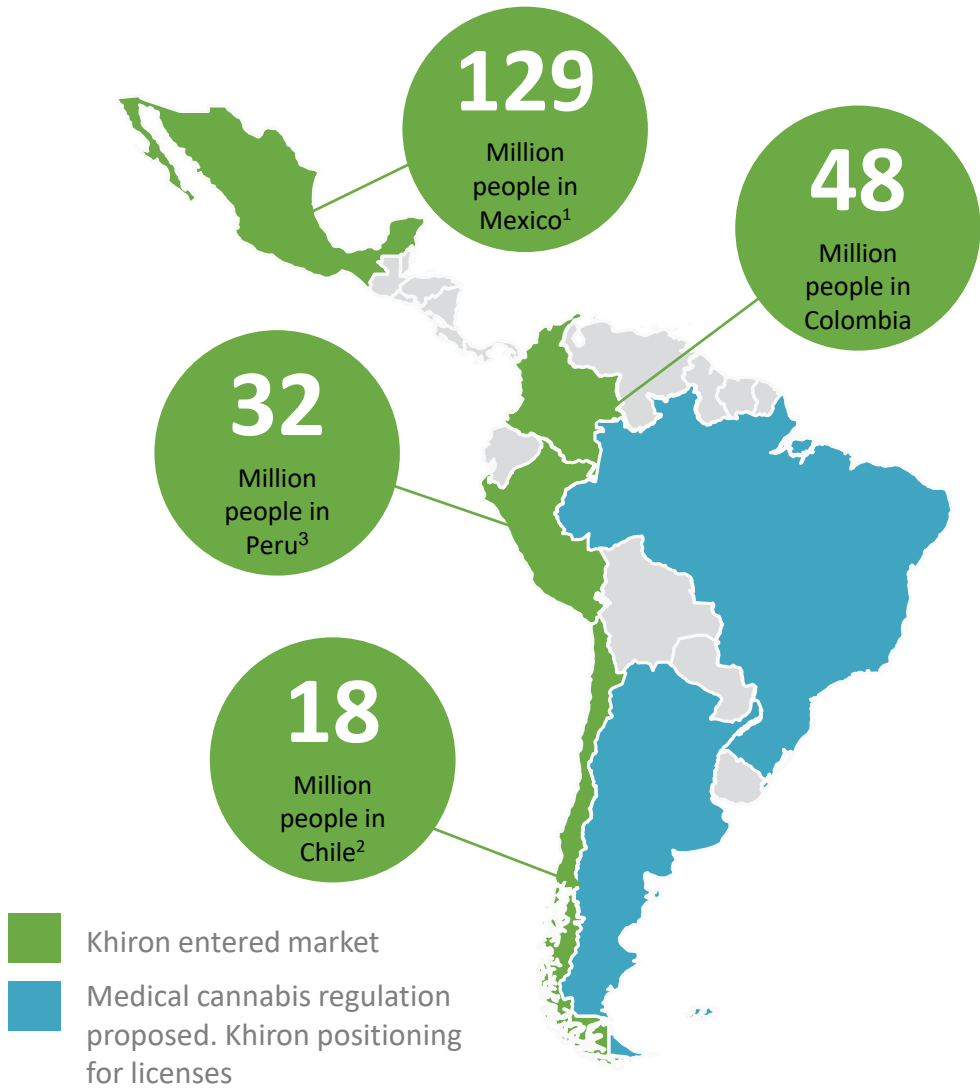 129
Million
people in
Mexico¹
48
Million
people in
Colombia
32
Million
people in
Peru³
18
Million
people in
Chile²
Khiron entered market
Medical cannabis regulation
proposed. Khiron positioning
for licenses